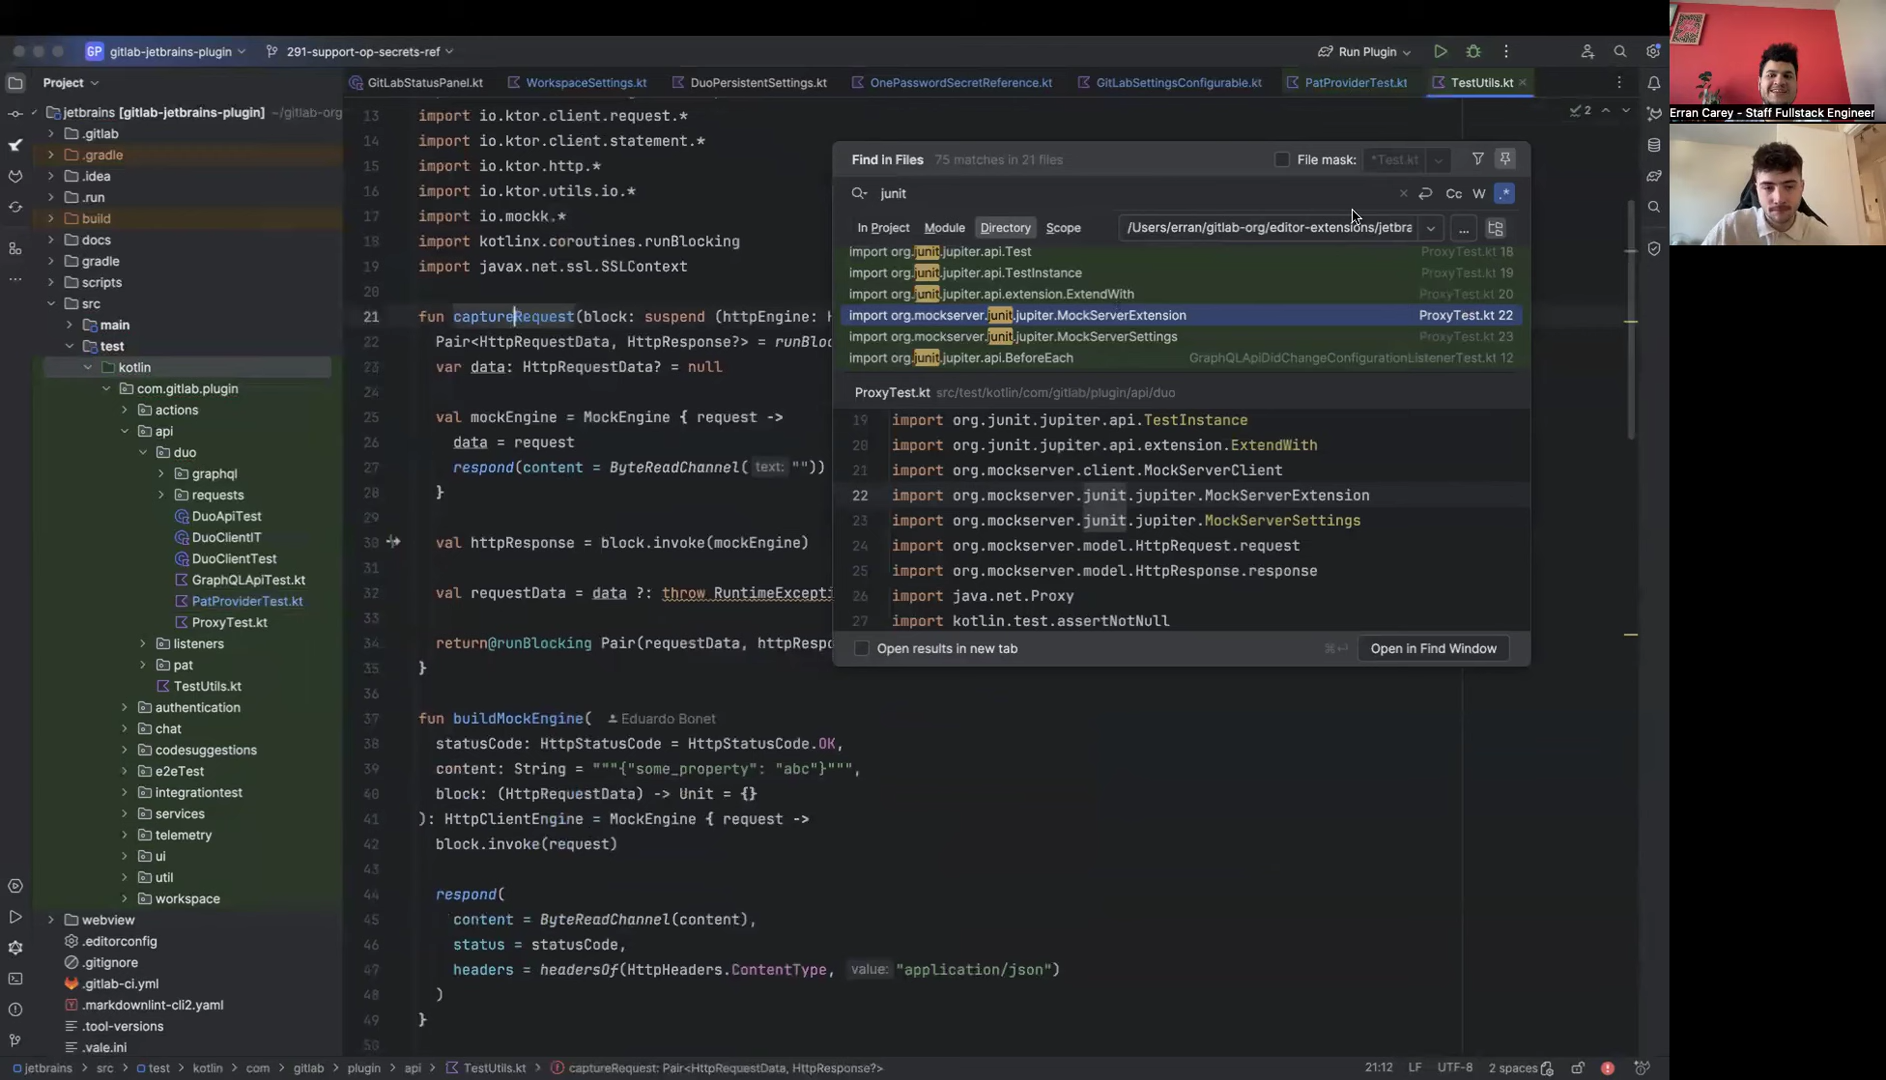 GP gitlab-jetbrains-plugin
291-support-op-secrets-ref
Run Plugin
Project
GitLabStatusPanel.kt
WorkspaceSettings.kt
DuoPersistentSettings.kt
OnePasswordSecretReference.kt
GitLabSettingsConfigurable.kt
PatProviderTest.kt
TestUtils.kt
jetbrains [gitlab-jetbrains-plugin] ~/gitlab-org
.gitlab
.gradle
.idea
.run
build
docs
gradle
scripts
src
main
test
kotlin
com.gitlab.plugin
actions
api
duo
graphql
requests
DuoApiTest
DuoClientIT
DuoClientTest
GraphQLApiTest.kt
PatProviderTest.kt
ProxyTest.kt
listeners
pat
TestUtils.kt
authentication
chat
codesuggestions
e2eTest
integrationtest
services
telemetry
ui
util
workspace
webview
.editorconfig
.gitignore
.gitlab-ci.yml
.markdownlint-cli2.yaml
.tool-versions
.vale.ini
2
13 import io.ktor.client.request.*
14 import io.ktor.client.statement.*
15 import io.ktor.http.*
16 import io.ktor.utils.io.*
17 import io.mockk.*
18 import kotlinx.coroutines.runBlocking
19 import javax.net.ssl.SSLContext
20
21 fun captureRequest(block: suspend (httpEngine: H
22 Pair<HttpRequestData, HttpResponse?> = runBloc
23 var data: HttpRequestData? = null
24
25 val mockEngine = MockEngine { request ->
26 data = request
27 respond(content = ByteReadChannel( text: ""))
28 }
29
30 val httpResponse = block.invoke(mockEngine)
31
32 val requestData = data ?: throw RuntimeExcepti
33
34 return@runBlocking Pair(requestData, httpRespo
35 }
36
37 fun buildMockEngine( Eduardo Bonet
38 statusCode: HttpStatusCode = HttpStatusCode.OK,
39 content: String = """{"some_property": "abc"}""",
40 block: (HttpRequestData) -> Unit = {}
41 ): HttpClientEngine = MockEngine { request ->
42 block.invoke(request)
43
44 respond(
45 content = ByteReadChannel(content),
46 status = statusCode,
47 headers = headersOf(HttpHeaders.ContentType, value: "application/json")
48 )
49 }
50
Find in Files 75 matches in 21 files
File mask: *Test.kt
junit
Cc W .*
In Project Module Directory Scope /Users/erran/gitlab-org/editor-extensions/jetbra ...
import org.junit.jupiter.api.Test ProxyTest.kt 18
import org.junit.jupiter.api.TestInstance ProxyTest.kt 19
import org.junit.jupiter.api.extension.ExtendWith ProxyTest.kt 20
import org.mockserver.junit.jupiter.MockServerExtension ProxyTest.kt 22
import org.mockserver.junit.jupiter.MockServerSettings ProxyTest.kt 23
import org.junit.jupiter.api.BeforeEach GraphQLApiDidChangeConfigurationListenerTest.kt 12
ProxyTest.kt src/test/kotlin/com/gitlab/plugin/api/duo
19 import org.junit.jupiter.api.TestInstance
20 import org.junit.jupiter.api.extension.ExtendWith
21 import org.mockserver.client.MockServerClient
22 import org.mockserver.junit.jupiter.MockServerExtension
23 import org.mockserver.junit.jupiter.MockServerSettings
24 import org.mockserver.model.HttpRequest.request
25 import org.mockserver.model.HttpResponse.response
26 import java.net.Proxy
27 import kotlin.test.assertNotNull
Open results in new tab
⌘↩ Open in Find Window
Erran Carey - Staff Fullstack Engineer
jetbrains > src > test > kotlin > com > gitlab > plugin > api > TestUtils.kt > captureRequest: Pair<HttpRequestData, HttpResponse?>
21:12 LF UTF-8 2 spaces